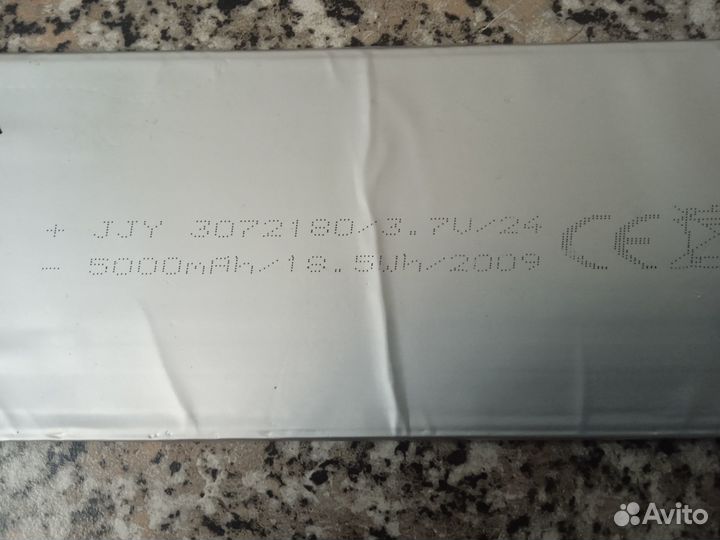 + JJY 3072180/3.7V/24
- 5000mAh/18.5Wh/2009
CE
Avito